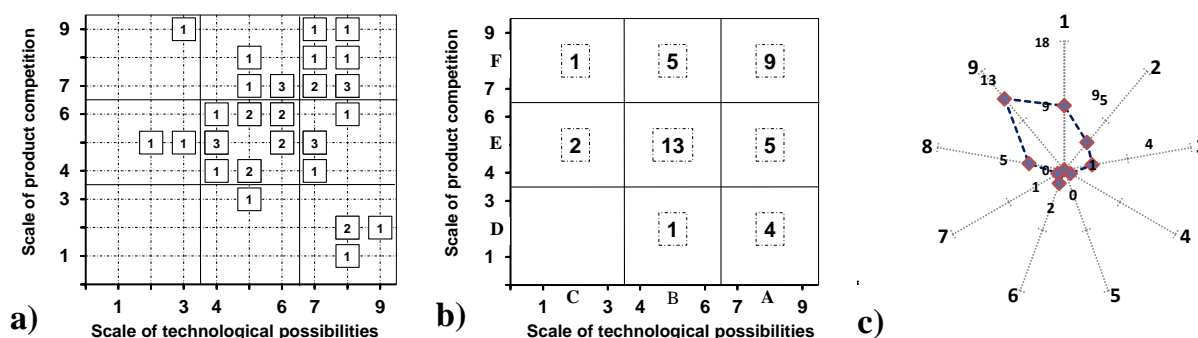 a)
Scale of product competition
9 1 1 1
1 1 1
7 1 3 2 3
6 1 2 2 1
1 1 3 2 3
4 1 2 1
3 1
2 1
1 1
1 3 4 6 7 9
Scale of technological possibilities
b)
Scale of product competition
9
F 1 5 9
7
6
E 2 13 5
4
3
D 1 4
1
1 C 3 4 B 6 7 A 9
Scale of technological possibilities
c)
1
18
9 2
13
9 9 5
8 4
5 0 1
1 0
2
7 4
6 5